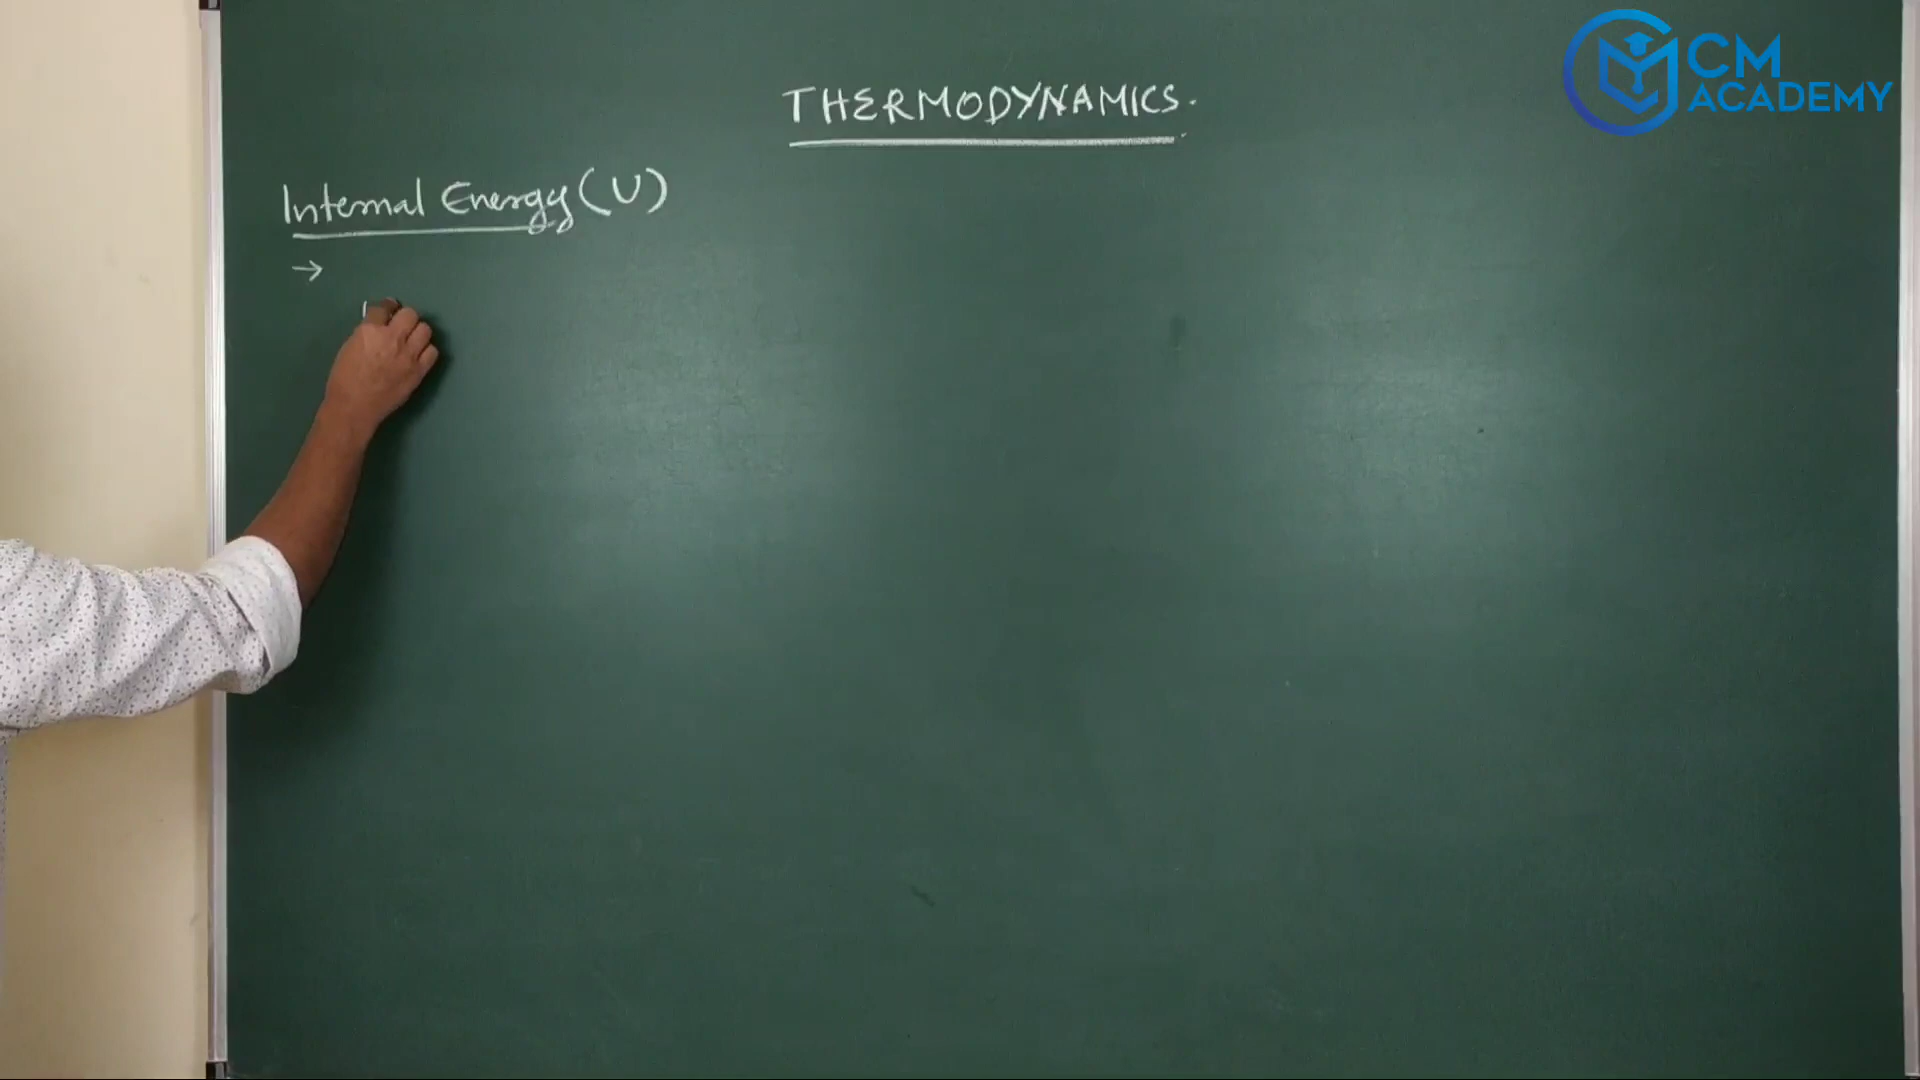 CM
ACADEMY
THERMODYNAMICS.
Internal Energy (U)
→